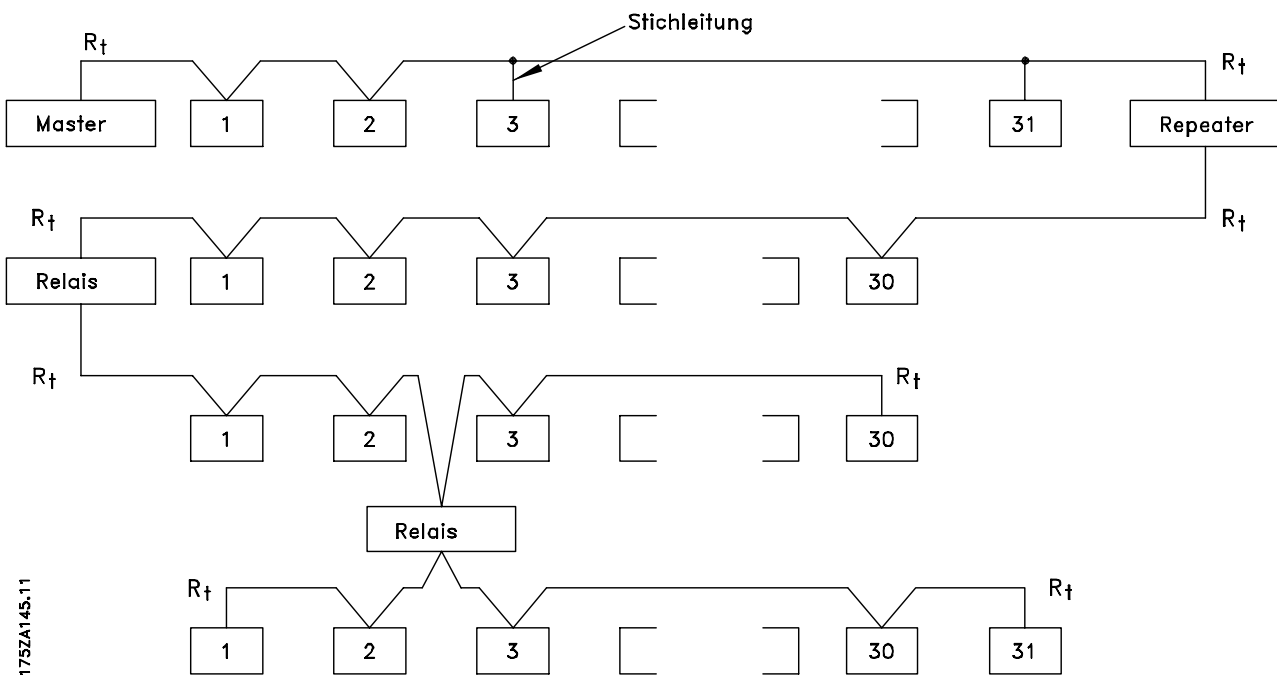 Stichleitung
Rt Rt
Master 1 2 3 31 Repeater
Rt Rt
Relais 1 2 3 30
Rt Rt
1 2 3 30
Relais
Rt Rt
1 2 3 30 31
175ZA145.11